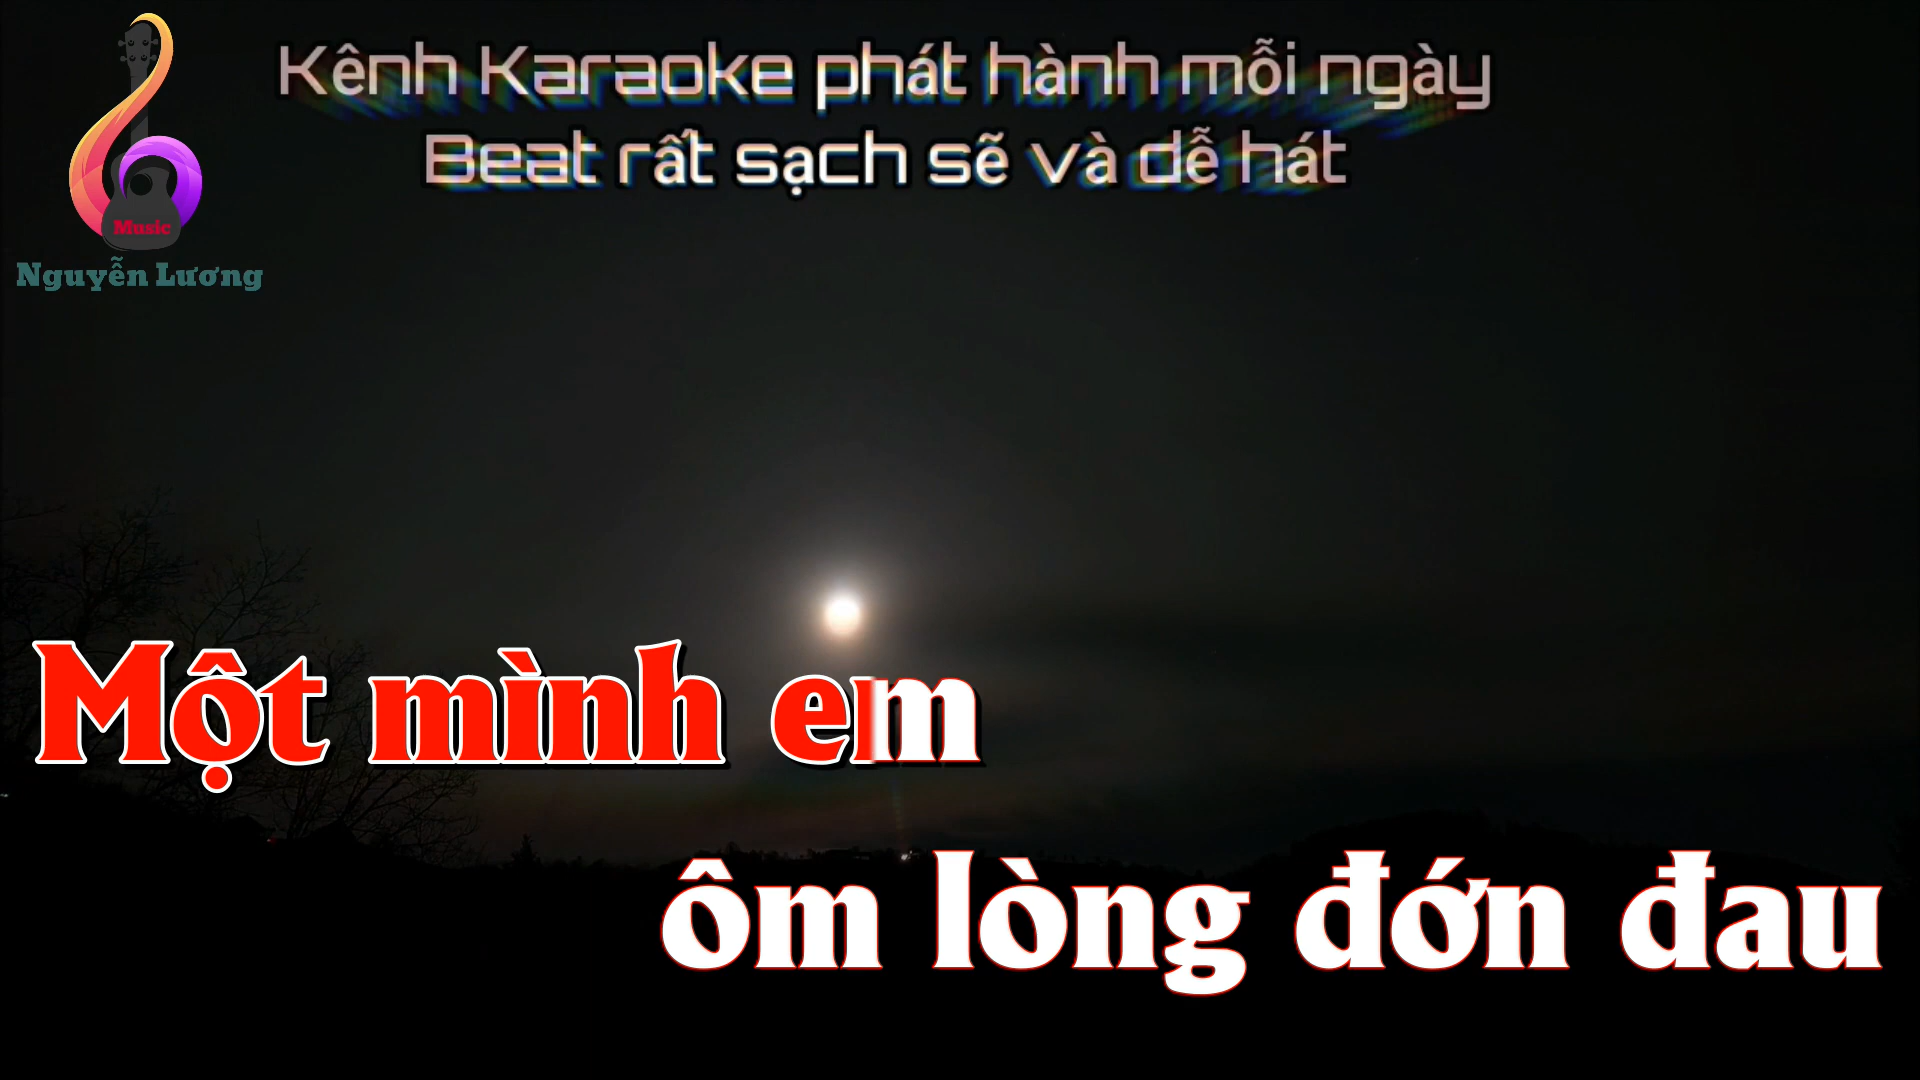 Kênh Karaoke phát hành mỗi ngày
Beat rất sạch sẽ và dễ hát
Music
Nguyễn Lương
Một mình em
ôm lòng đớn đau